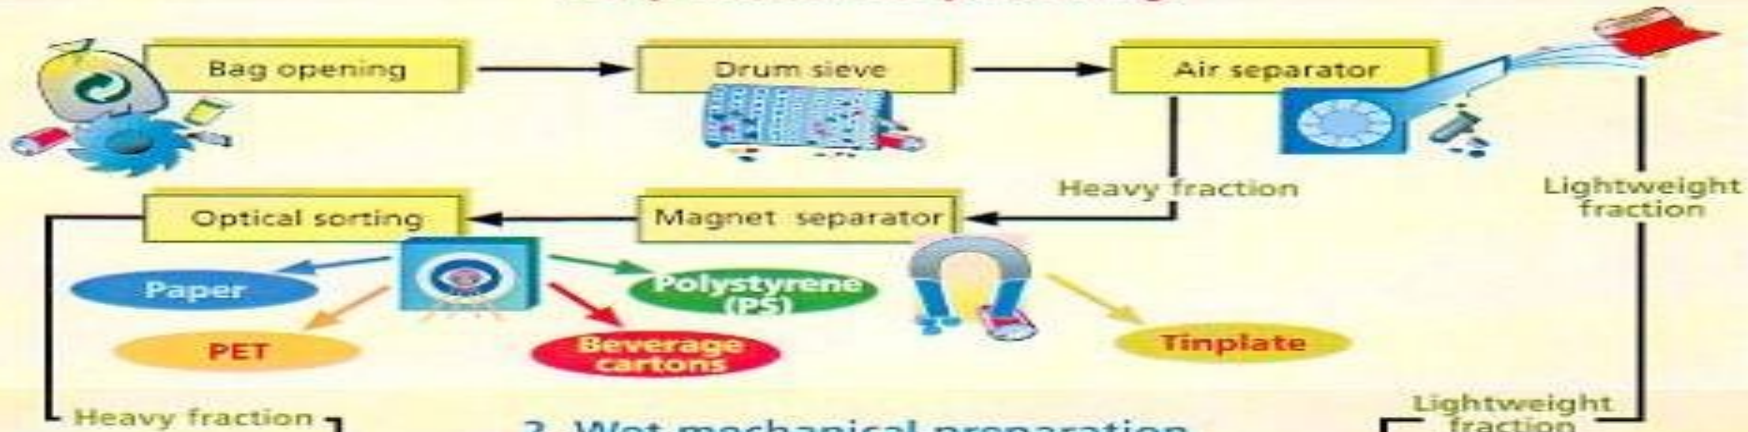 Bag opening
Drum sieve
Air separator
Heavy fraction
Lightweight
fraction
Optical sorting
Magnet separator
Paper
Polystyrene
(PS)
PET
Beverage
cartons
Tinplate
Heavy fraction
2. Wet mechanical preparation
Lightweight
fraction